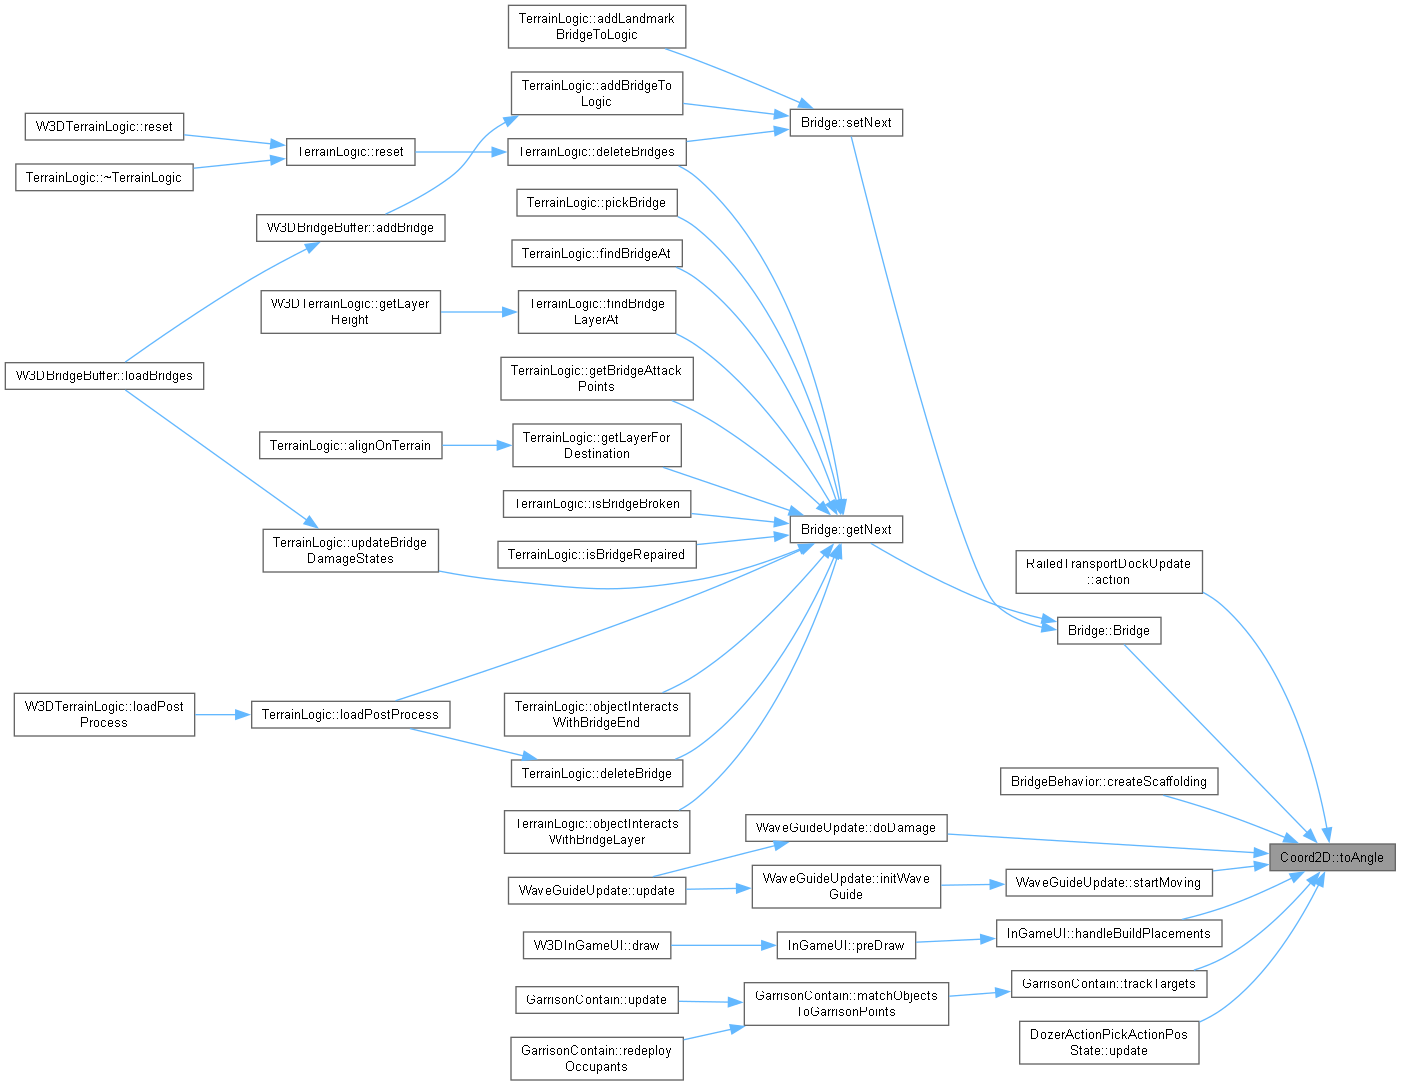 TerrainLogic::addLandmark
BridgeToLogic
TerrainLogic::addBridgeTo
Logic
Bridge::setNext
W3DTerrainLogic::reset
TerrainLogic::reset
TerrainLogic::deleteBridges
TerrainLogic::~TerrainLogic
TerrainLogic::pickBridge
W3DBridgeBuffer::addBridge
TerrainLogic::findBridgeAt
W3DTerrainLogic::getLayer
Height
TerrainLogic::findBridge
LayerAt
W3DBridgeBuffer::loadBridges
TerrainLogic::getBridgeAttack
Points
TerrainLogic::alignOnTerrain
TerrainLogic::getLayerFor
Destination
TerrainLogic::isBridgeBroken
Bridge::getNext
TerrainLogic::updateBridge
DamageStates
TerrainLogic::isBridgeRepaired
RailedTransportDockUpdate
::action
Bridge::Bridge
W3DTerrainLogic::loadPost
Process
TerrainLogic::loadPostProcess
TerrainLogic::objectInteracts
WithBridgeEnd
TerrainLogic::deleteBridge
BridgeBehavior::createScaffolding
TerrainLogic::objectInteracts
WithBridgeLayer
WaveGuideUpdate::doDamage
Coord2D::toAngle
WaveGuideUpdate::update
WaveGuideUpdate::initWave
Guide
WaveGuideUpdate::startMoving
W3DInGameUI::draw
InGameUI::preDraw
InGameUI::handleBuildPlacements
GarrisonContain::update
GarrisonContain::matchObjects
ToGarrisonPoints
GarrisonContain::trackTargets
GarrisonContain::redeploy
Occupants
DozerActionPickActionPos
State::update